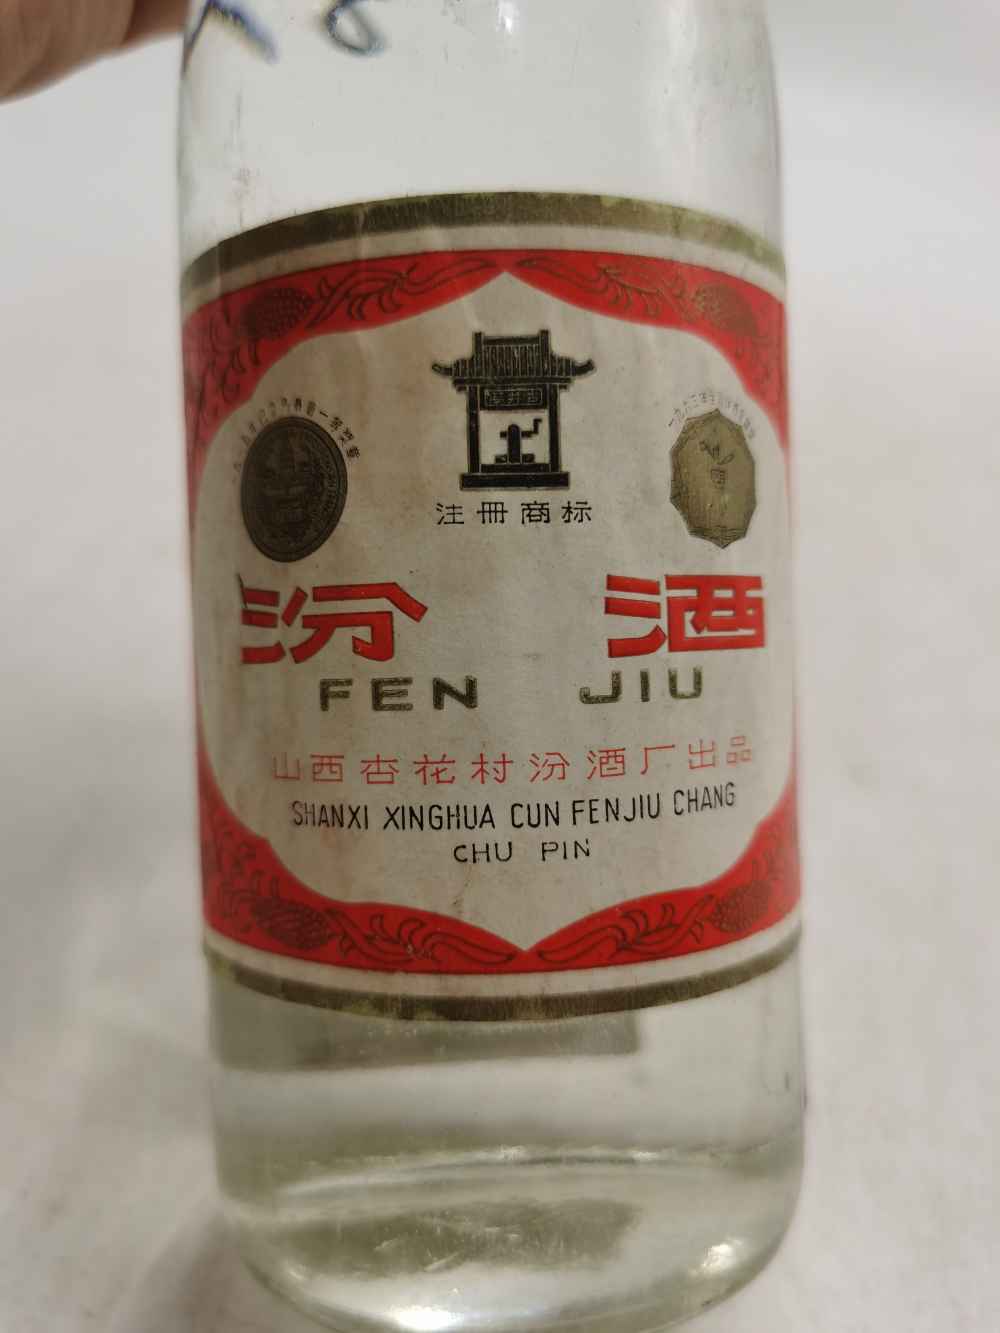 注冊商标
汾酒
FEN JIU
山西杏花村汾酒厂出品
SHANXI XINGHUA CUN FENJIU CHANG
CHU PIN